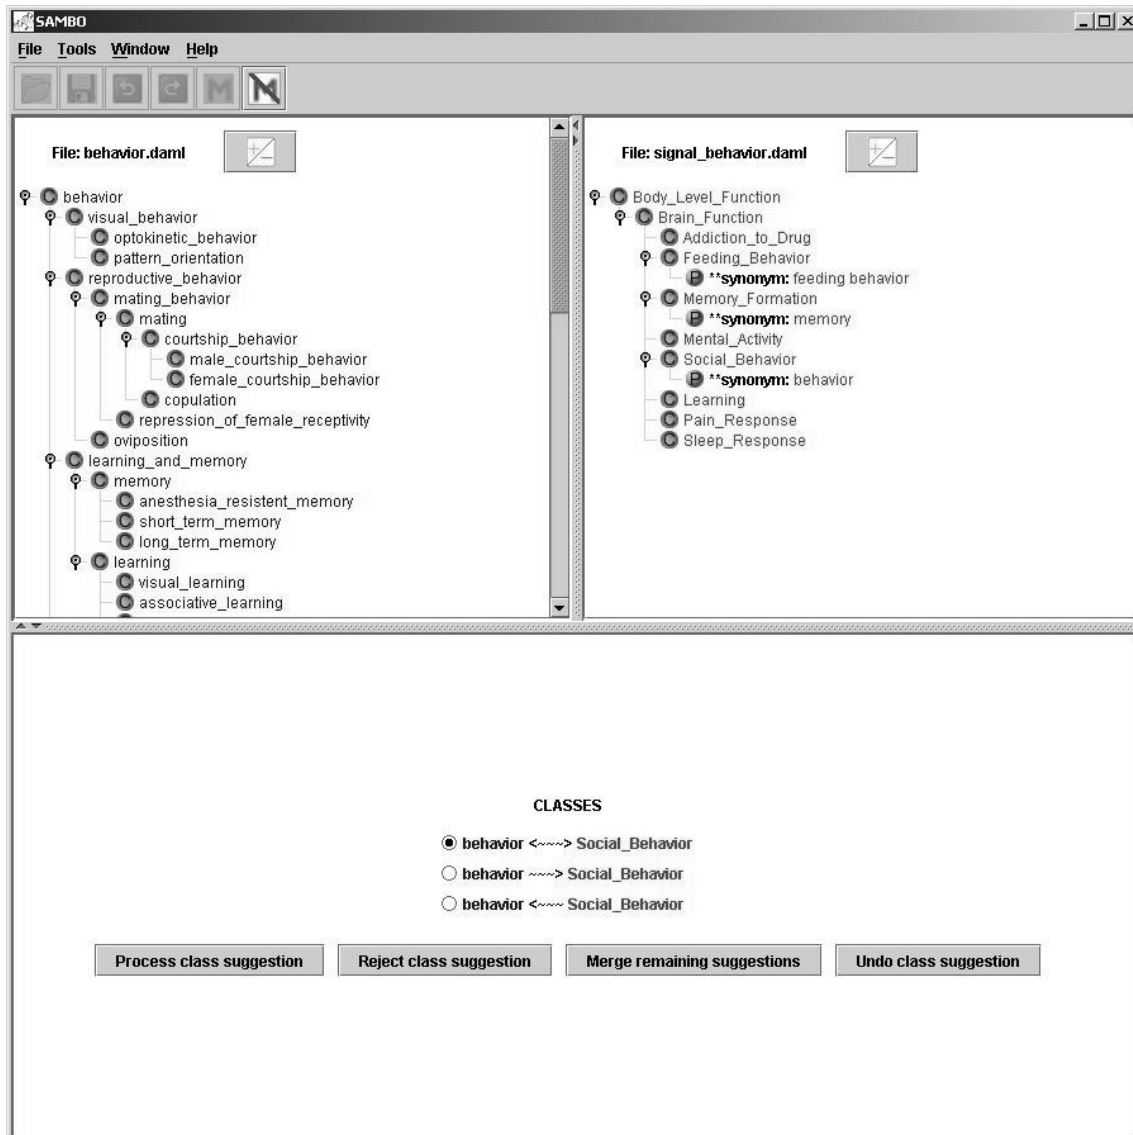 SAMBO
File Tools Window Help
File: behavior.daml
behavior
visual_behavior
optokinetic_behavior
pattern_orientation
reproductive_behavior
mating_behavior
mating
courtship_behavior
male_courtship_behavior
female_courtship_behavior
copulation
repression_of_female_receptivity
oviposition
learning_and_memory
memory
anesthesia_resistent_memory
short_term_memory
long_term_memory
learning
visual_learning
associative_learning
File: signal_behavior.daml
Body_Level_Function
Brain_Function
Addiction_to_Drug
Feeding_Behavior
**synonym: feeding behavior
Memory_Formation
**synonym: memory
Mental_Activity
Social_Behavior
**synonym: behavior
Learning
Pain_Response
Sleep_Response
CLASSES
behavior <~~~> Social_Behavior
behavior ~~~> Social_Behavior
behavior <~~~ Social_Behavior
Process class suggestion Reject class suggestion Merge remaining suggestions Undo class suggestion